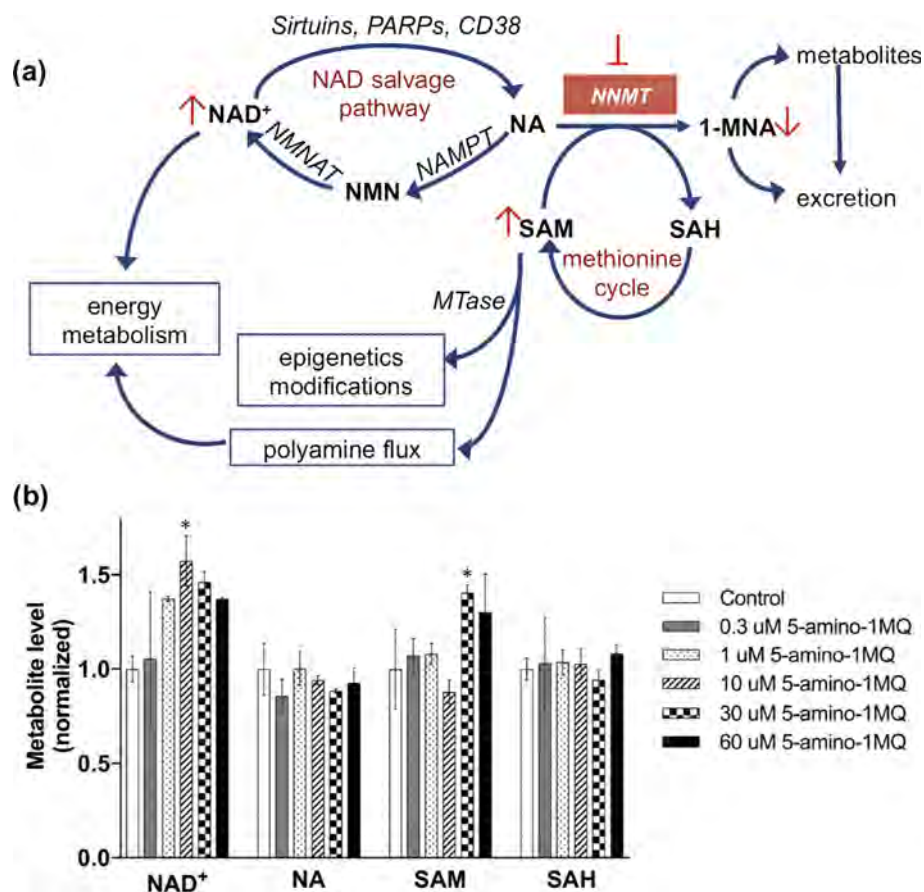 (a)
Sirtuins, PARPs, CD38
NAD salvage
pathway
NNMT
metabolites
NAD⁺
NA
1-MNA
NMNAT
NAMPT
NMN
excretion
SAM
SAH
methionine
cycle
MTase
energy
metabolism
epigenetics
modifications
polyamine flux
(b)
Metabolite level
(normalized)
1.5
1.0
0.5
0.0
*
*
NAD⁺
NA
SAM
SAH
Control
0.3 uM 5-amino-1MQ
1 uM 5-amino-1MQ
10 uM 5-amino-1MQ
30 uM 5-amino-1MQ
60 uM 5-amino-1MQ